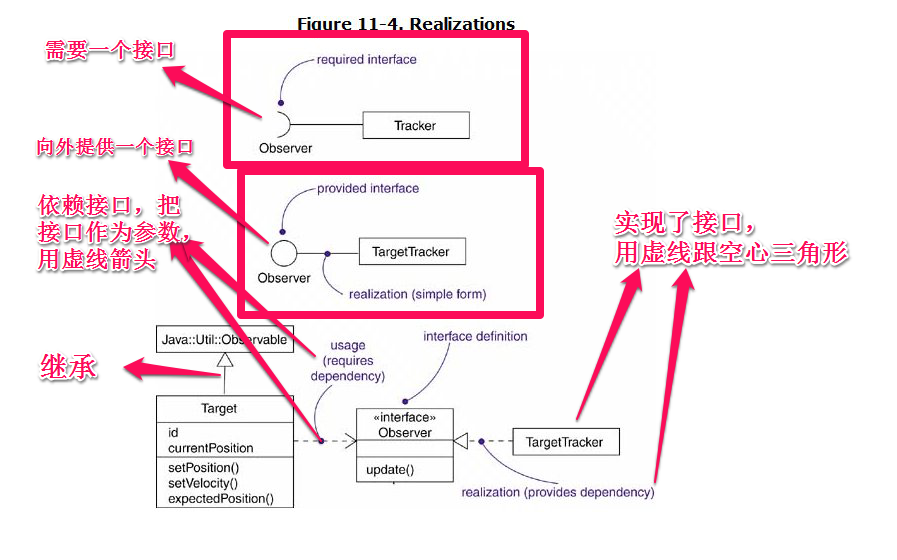 Figure 11-4. Realizations
需要一个接口
required interface
Tracker
Observer
向外提供一个接口
provided interface
TargetTracker
Observer
realization (simple form)
依赖接口，把
接口作为参数，
用虚线箭头
实现了接口，
用虚线跟空心三角形
Java::Util::Observable
usage
(requires
dependency)
interface definition
继承
Target
id
currentPosition
setPosition()
setVelocity()
expectedPosition()
«interface»
Observer
update()
TargetTracker
realization (provides dependency)